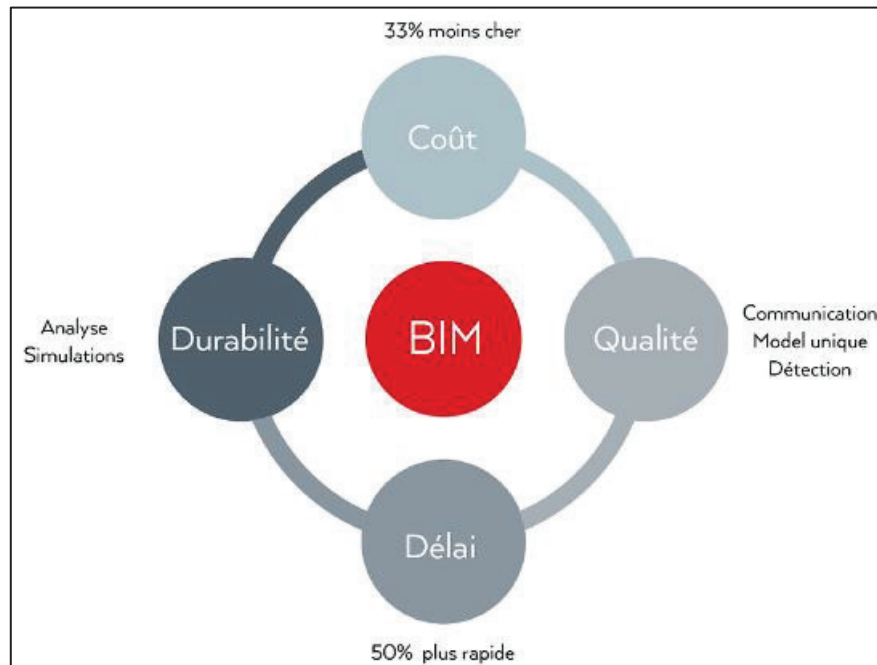 33% moins cher
Coût
Analyse
Simulations
Durabilité
BIM
Qualité
Communication
Model unique
Détection
Délai
50% plus rapide